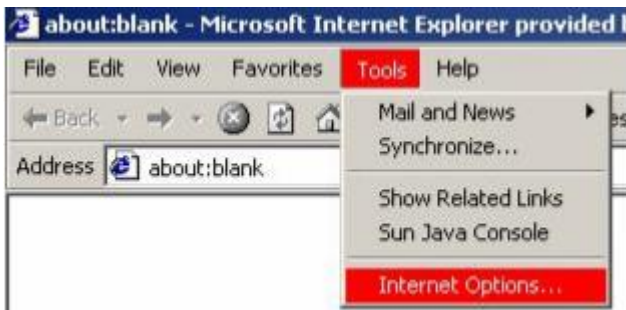 about:blank - Microsoft Internet Explorer provided
File Edit View Favorites Tools Help
Back
Address about:blank
Mail and News
Synchronize...
Show Related Links
Sun Java Console
Internet Options...